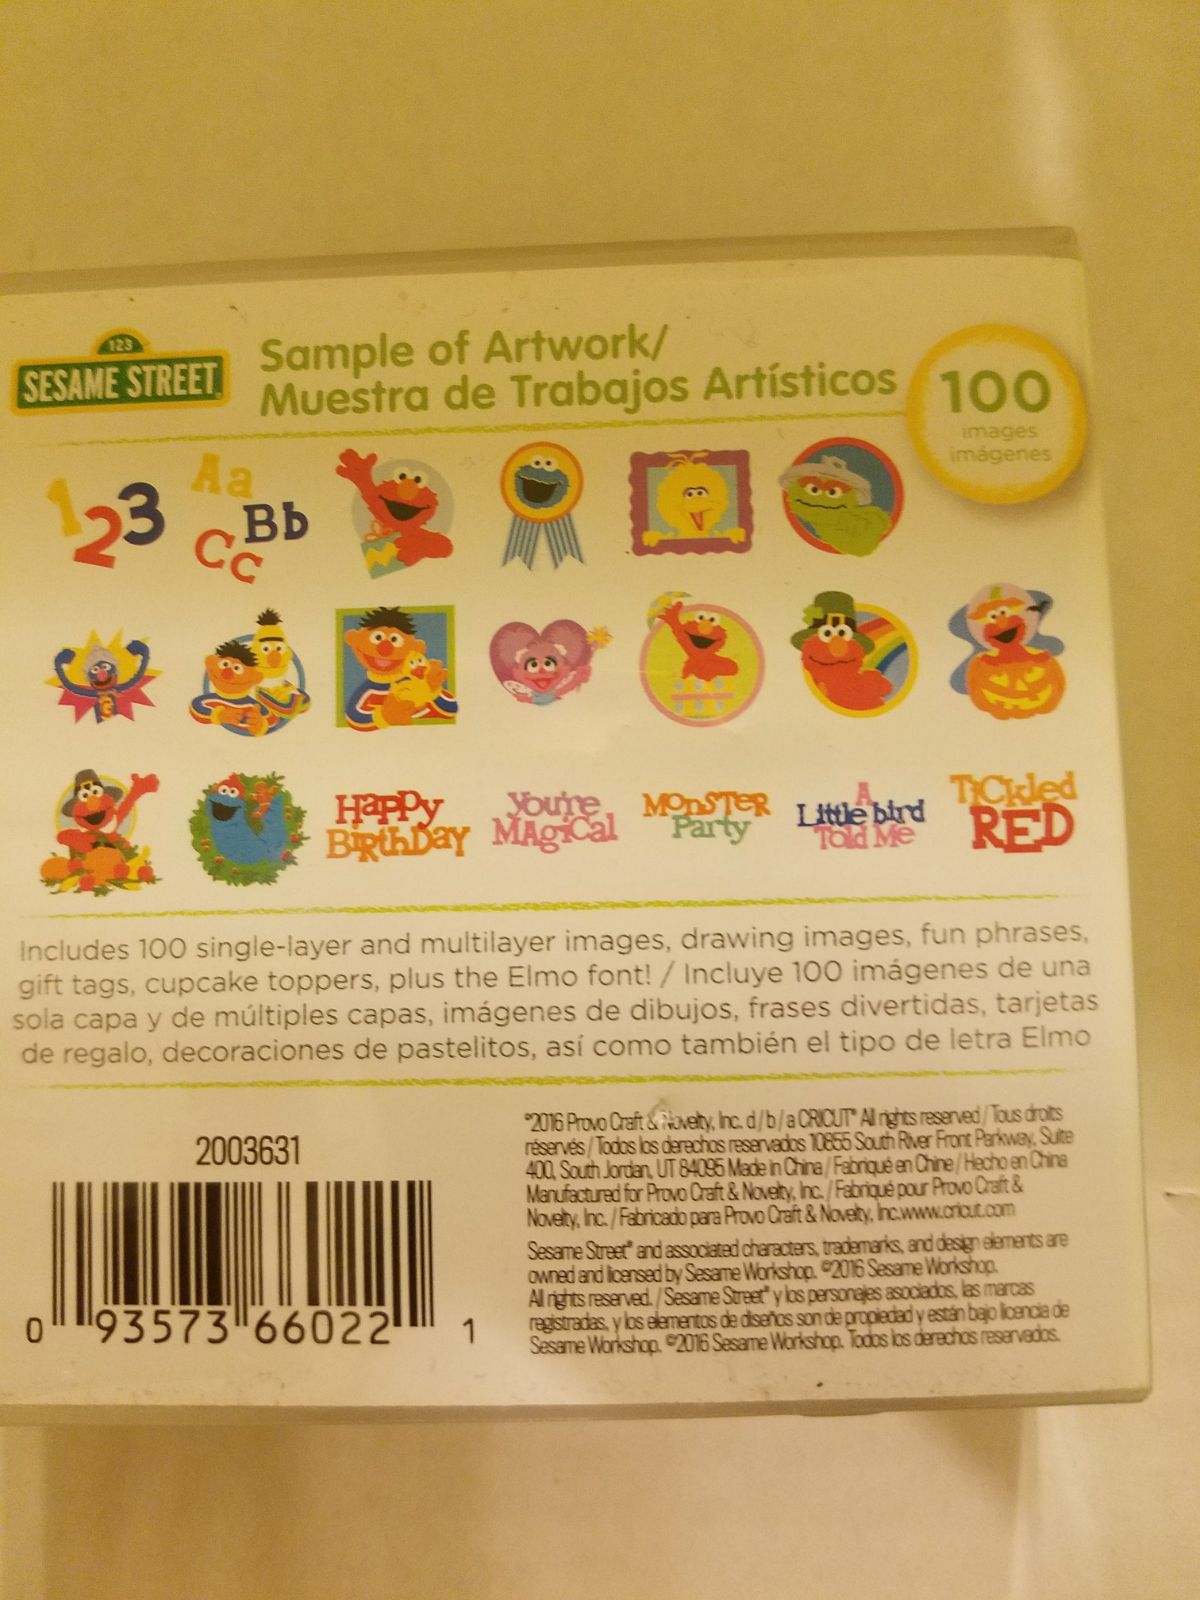 123
SESAME STREET
Sample of Artwork/
Muestra de Trabajos Artísticos
100
images
imágenes
123
Aa
Bb
Cc
Happy
BirthDay
You're
MAgiCal
MonSTeR
Party
A
Little bird
Told Me
TiCkled
RED
Includes 100 single-layer and multilayer images, drawing images, fun phrases,
gift tags, cupcake toppers, plus the Elmo font! / Incluye 100 imágenes de una
sola capa y de múltiples capas, imágenes de dibujos, frases divertidas, tarjetas
de regalo, decoraciones de pastelitos, así como también el tipo de letra Elmo
2003631
0 93573 66022 1
©2016 Provo Craft & Novelty, Inc. d/b/a CRICUT® All rights reserved / Tous droits
réservés / Todos los derechos reservados 10855 South River Front Parkway, Suite
400, South Jordan, UT 84095 Made in China / Fabriqué en Chine / Hecho en China
Manufactured for Provo Craft & Novelty, Inc. / Fabriqué pour Provo Craft &
Novelty, Inc. / Fabricado para Provo Craft & Novelty, Inc.www.cricut.com
Sesame Street® and associated characters, trademarks, and design elements are
owned and licensed by Sesame Workshop. ©2016 Sesame Workshop.
All rights reserved. / Sesame Street® y los personajes asociados, las marcas
registradas, y los elementos de diseños son de propiedad y están bajo licencia de
Sesame Workshop. ©2016 Sesame Workshop. Todos los derechos reservados.